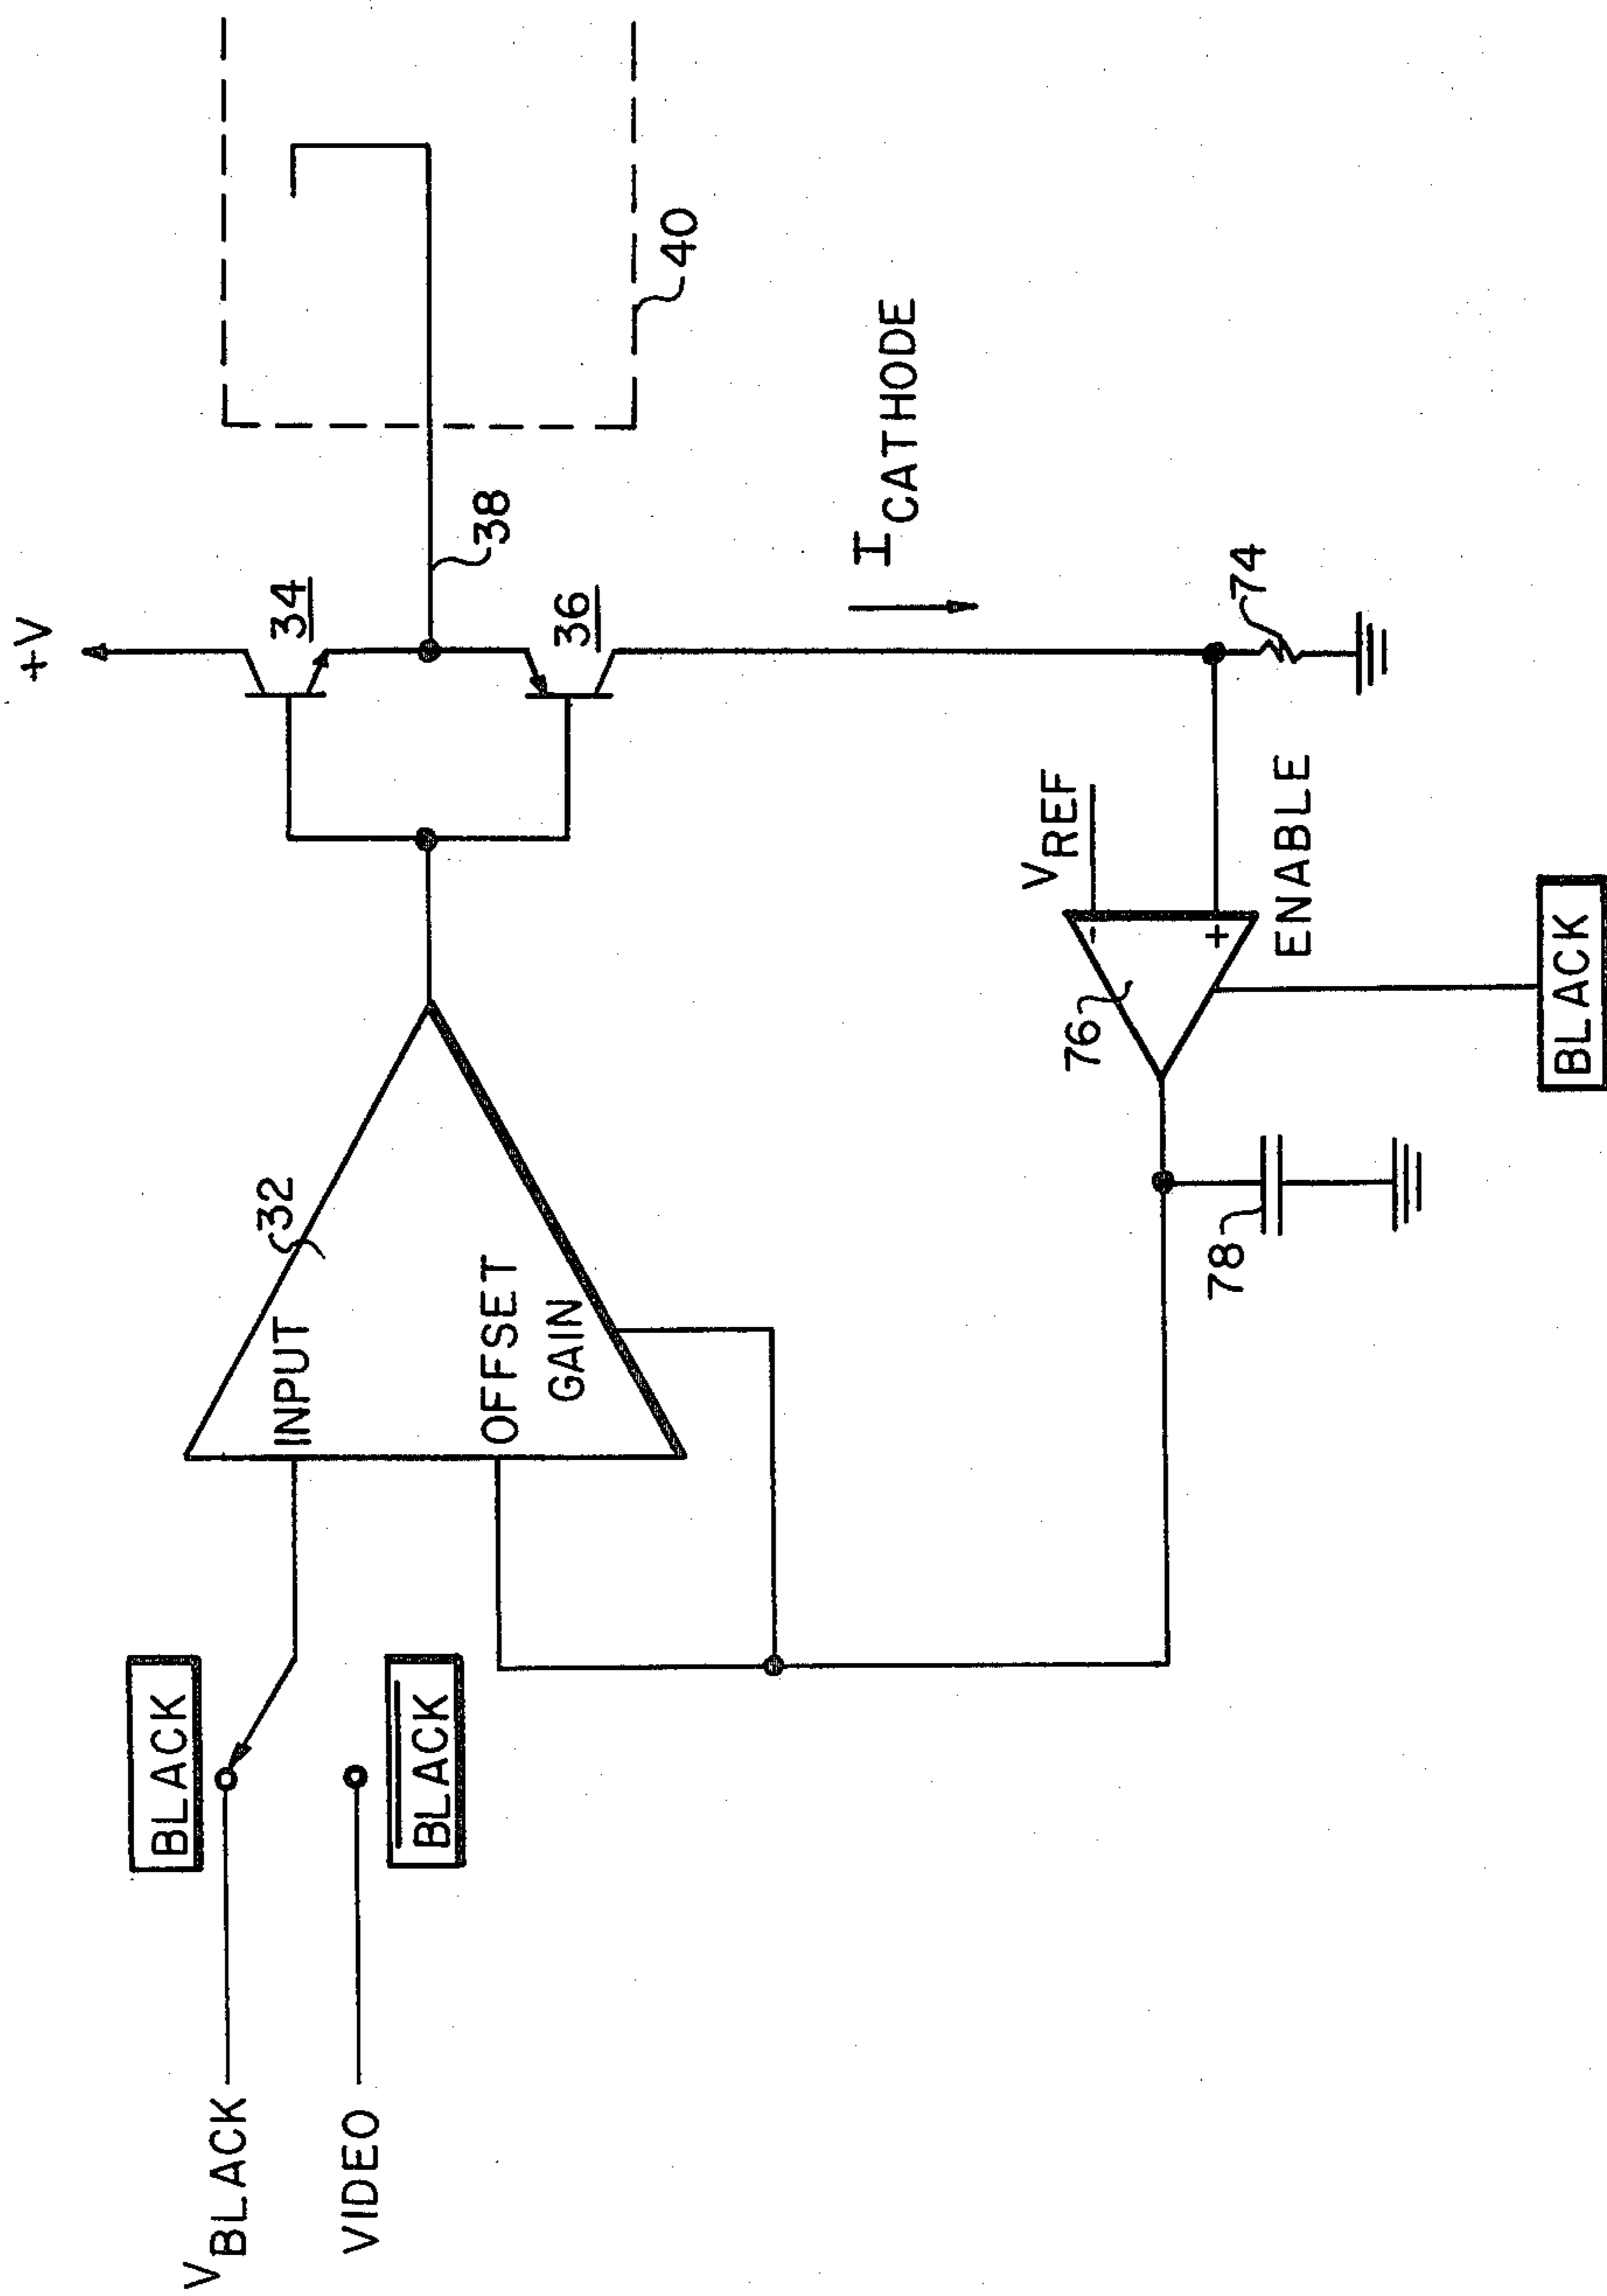 +V
BLACK
V BLACK
INPUT
32
34
38
40
VIDEO
BLACK
OFFSET
GAIN
36
I CATHODE
V REF
-
76
+
74
ENABLE
78
BLACK